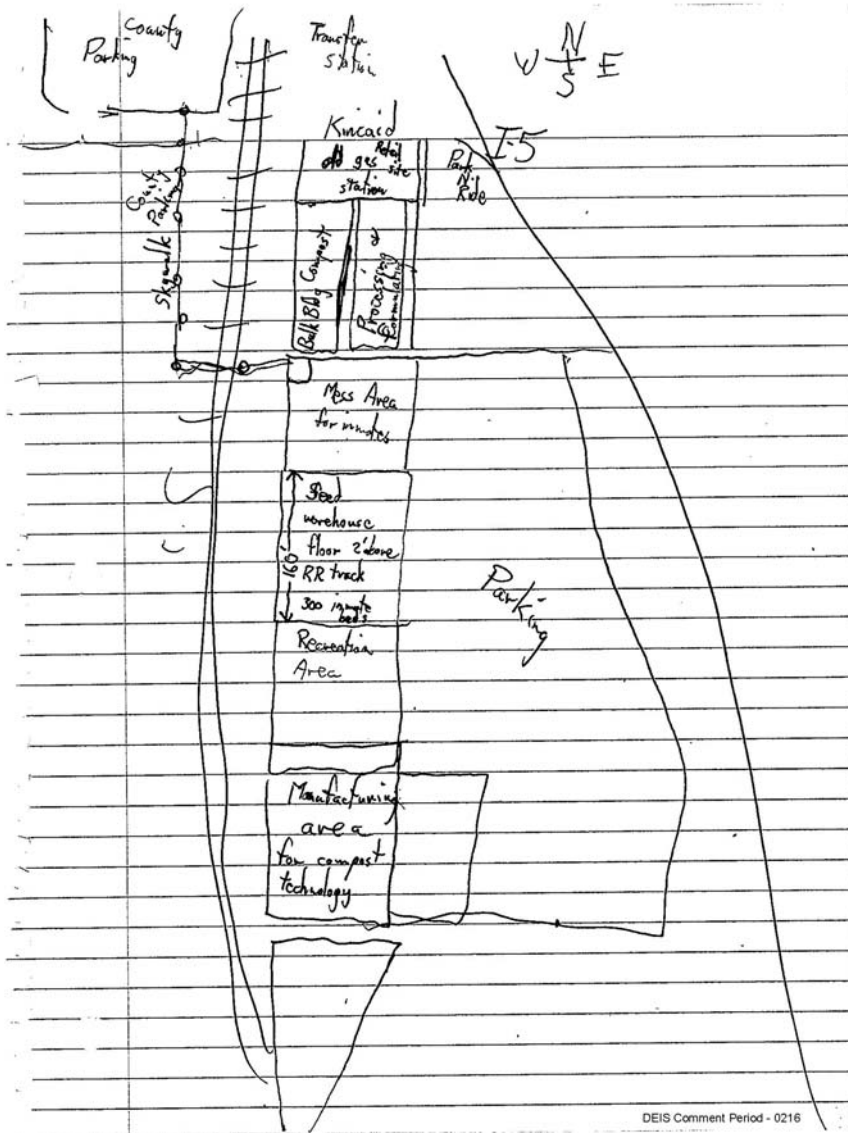 County
Parking
Transfer
station
N
W E
S
Kincaid
I-5
Retail
old gas site
station
Park
N
Ride
County
Parking
Skywalk
Bulk Bldg Compost
Processing &
Formulating
Mess Area
for inmates
Seed
warehouse
floor 2' above
RR track
300 inmate
beds
160'
Recreation
Area
Parking
Manufacturing
area
for compost
technology
DEIS Comment Period - 0216